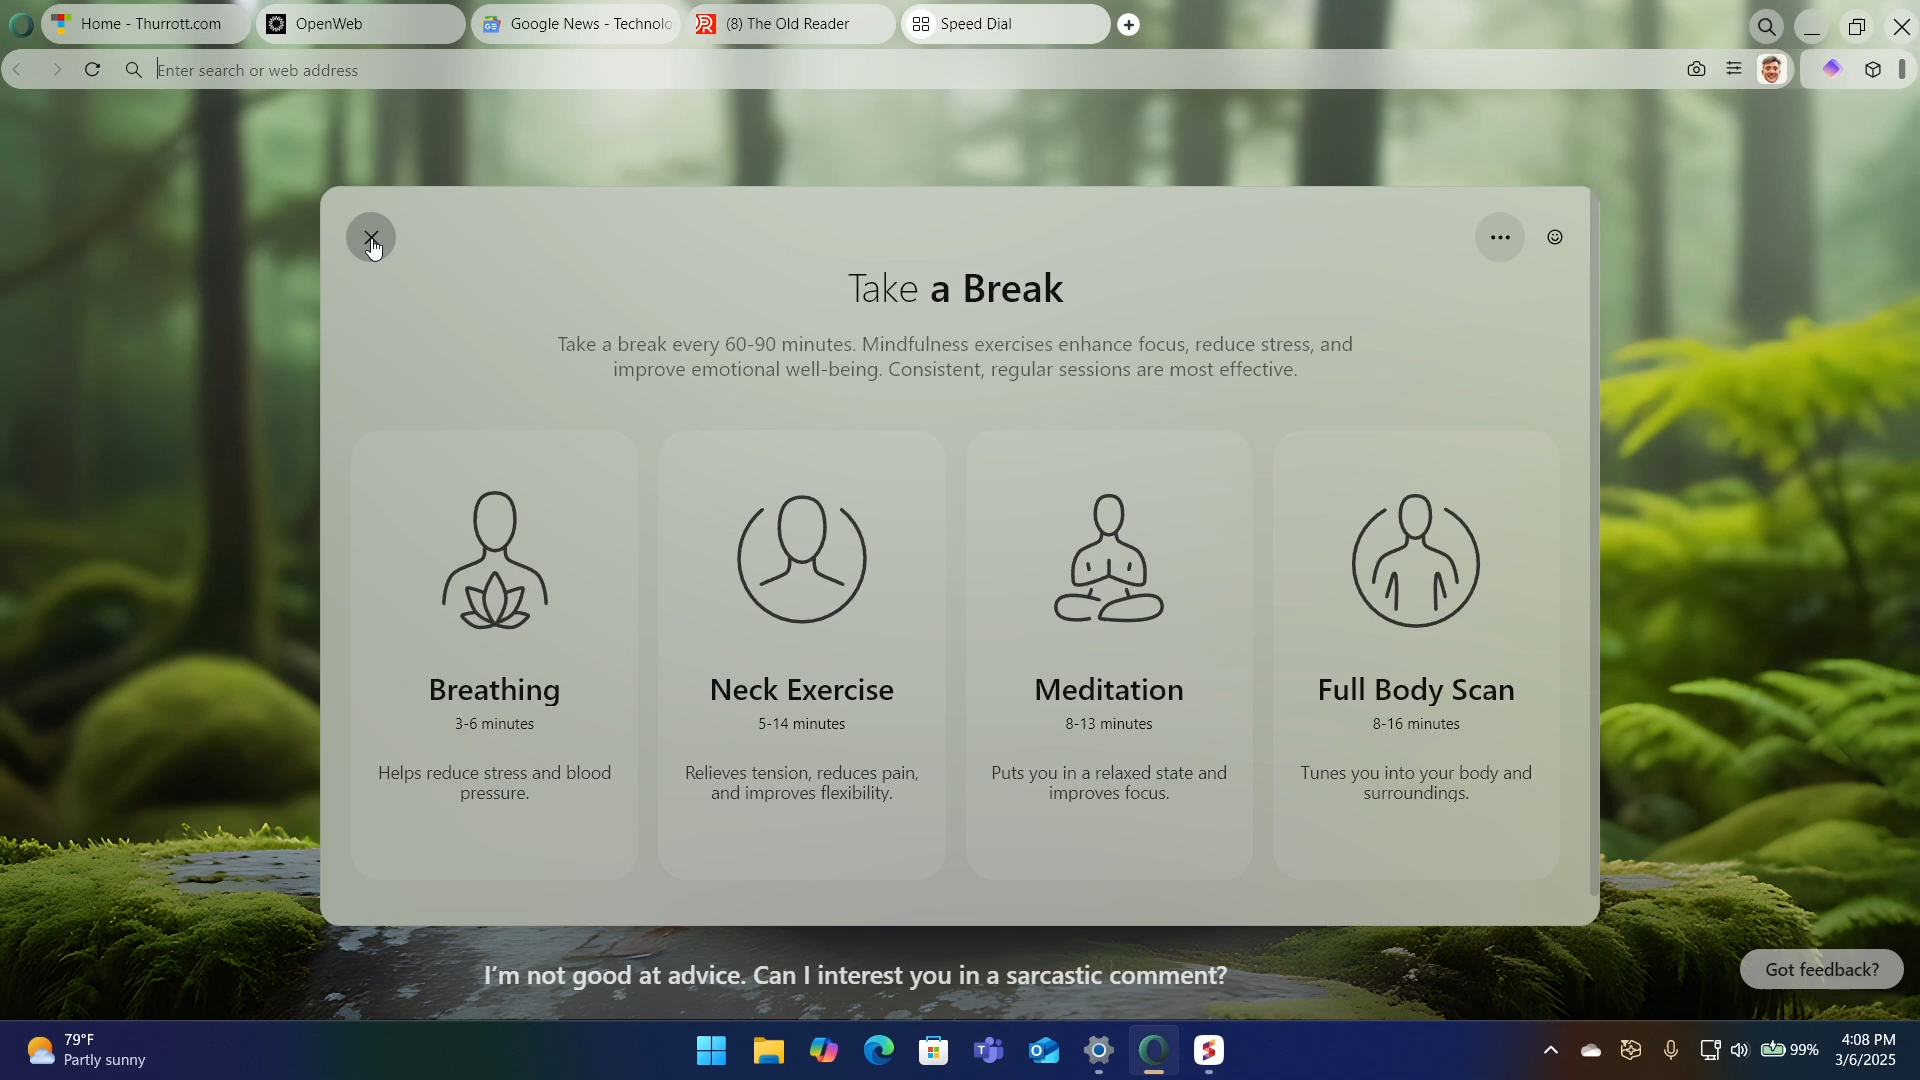 Home - Thurrott.com
OpenWeb
Google News - Technolo
(8) The Old Reader
Speed Dial
Enter search or web address
Take a Break
Take a break every 60-90 minutes. Mindfulness exercises enhance focus, reduce stress, and
improve emotional well-being. Consistent, regular sessions are most effective.
Breathing
3-6 minutes
Helps reduce stress and blood
pressure.
Neck Exercise
5-14 minutes
Relieves tension, reduces pain,
and improves flexibility.
Meditation
8-13 minutes
Puts you in a relaxed state and
improves focus.
Full Body Scan
8-16 minutes
Tunes you into your body and
surroundings.
I'm not good at advice. Can I interest you in a sarcastic comment?
Got feedback?
79°F
Partly sunny
99%
4:08 PM
3/6/2025